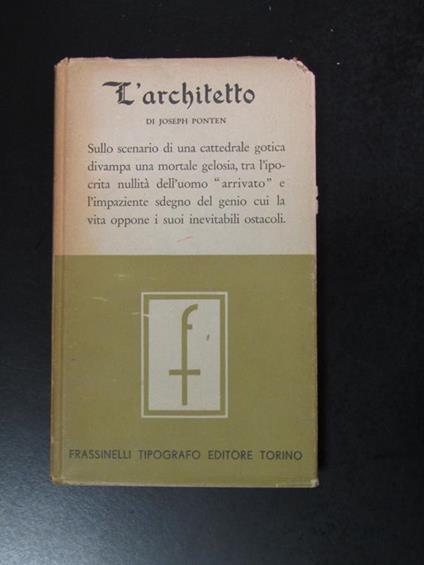 L'architetto
DI JOSEPH PONTEN
Sullo scenario di una cattedrale gotica
divampa una mortale gelosia, tra l'ipo-
crita nullità dell'uomo "arrivato" e
l'impaziente sdegno del genio cui la
vita oppone i suoi inevitabili ostacoli.
f
FRASSINELLI TIPOGRAFO EDITORE TORINO